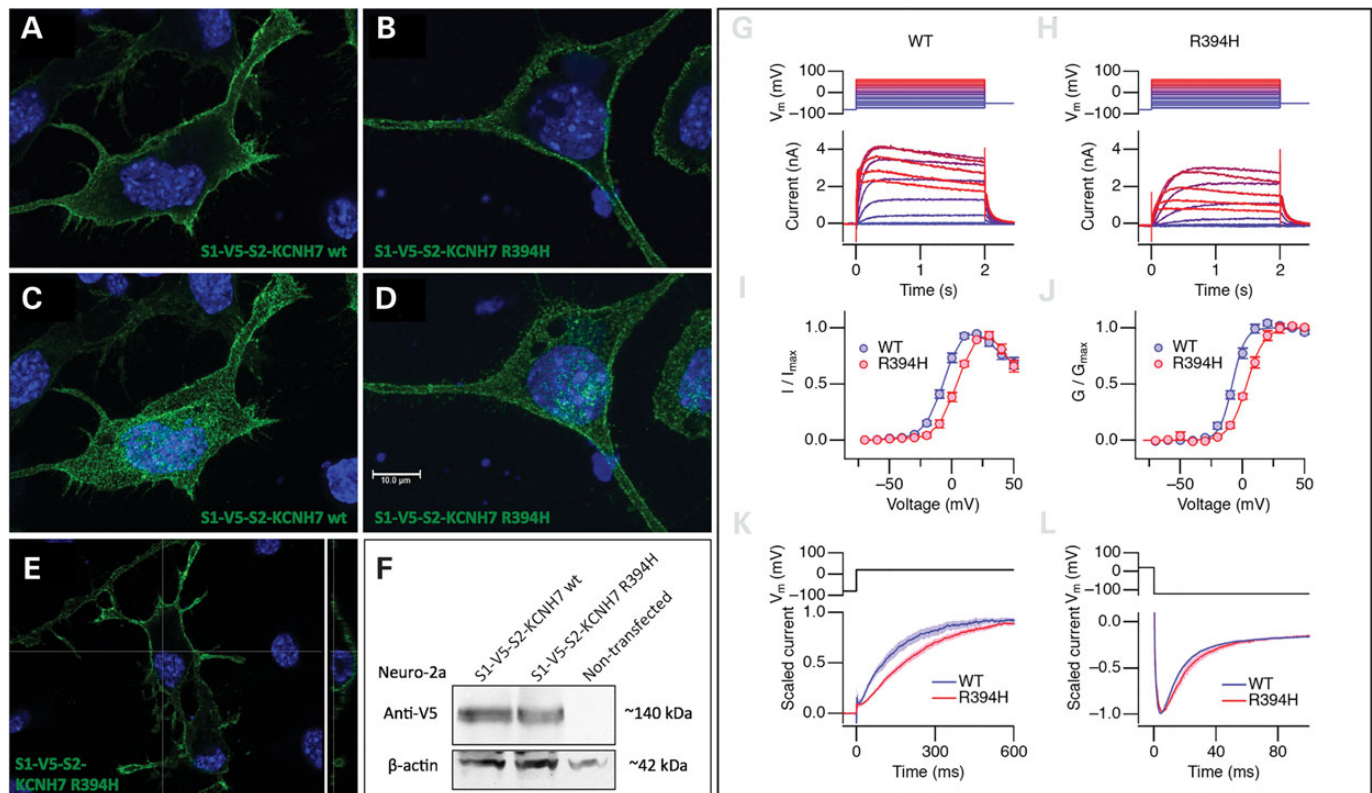 A
S1-V5-S2-KCNH7 wt
B
S1-V5-S2-KCNH7 R394H
C
S1-V5-S2-KCNH7 wt
D
10.0 µm
S1-V5-S2-KCNH7 R394H
E
S1-V5-S2-
KCNH7 R394H
F
S1-V5-S2-KCNH7 wt
S1-V5-S2-KCNH7 R394H
Non-transfected
Neuro-2a
Anti-V5
~140 kDa
β-actin
~42 kDa
G
WT
Vm (mV)
100
0
−100
Current (nA)
4
2
0
0
1
2
Time (s)
H
R394H
Vm (mV)
100
0
−100
Current (nA)
4
2
0
0
1
2
Time (s)
I
I / Imax
1.0
0.5
0.0
WT
R394H
−50
0
50
Voltage (mV)
J
G / Gmax
1.0
0.5
0.0
WT
R394H
−50
0
50
Voltage (mV)
K
Vm (mV)
100
0
−100
Scaled current
1.0
0.5
0.0
WT
R394H
0
300
600
Time (ms)
L
Vm (mV)
100
0
−100
Scaled current
0.0
−0.5
−1.0
WT
R394H
0
40
80
Time (ms)